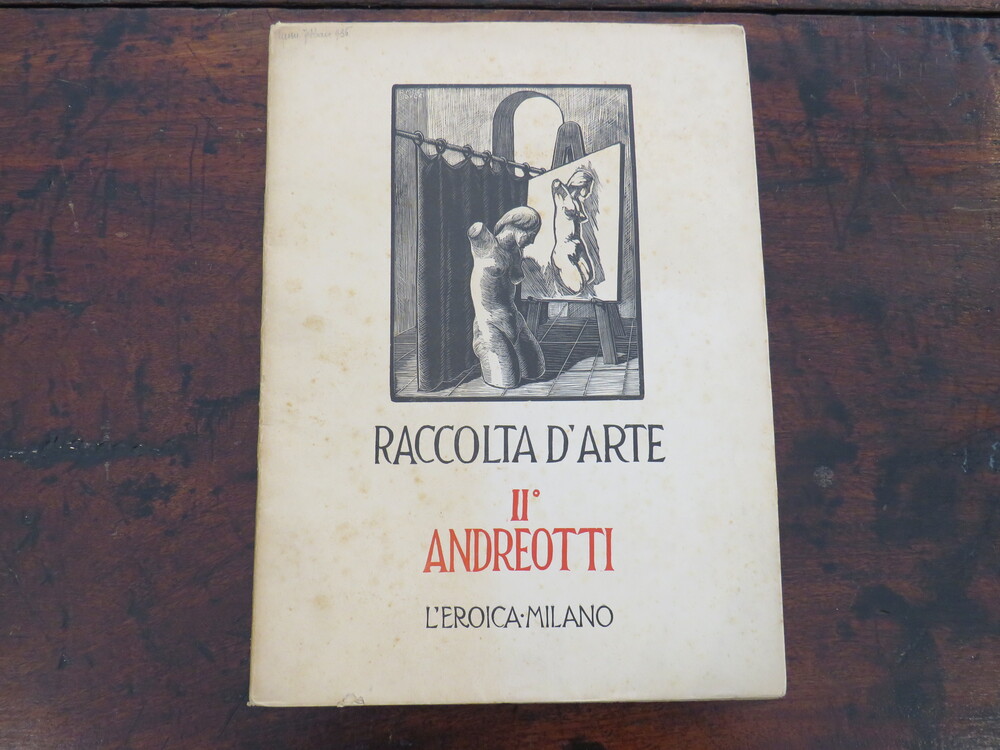 RACCOLTA D'ARTE
II°
ANDREOTTI
L'EROICA·MILANO